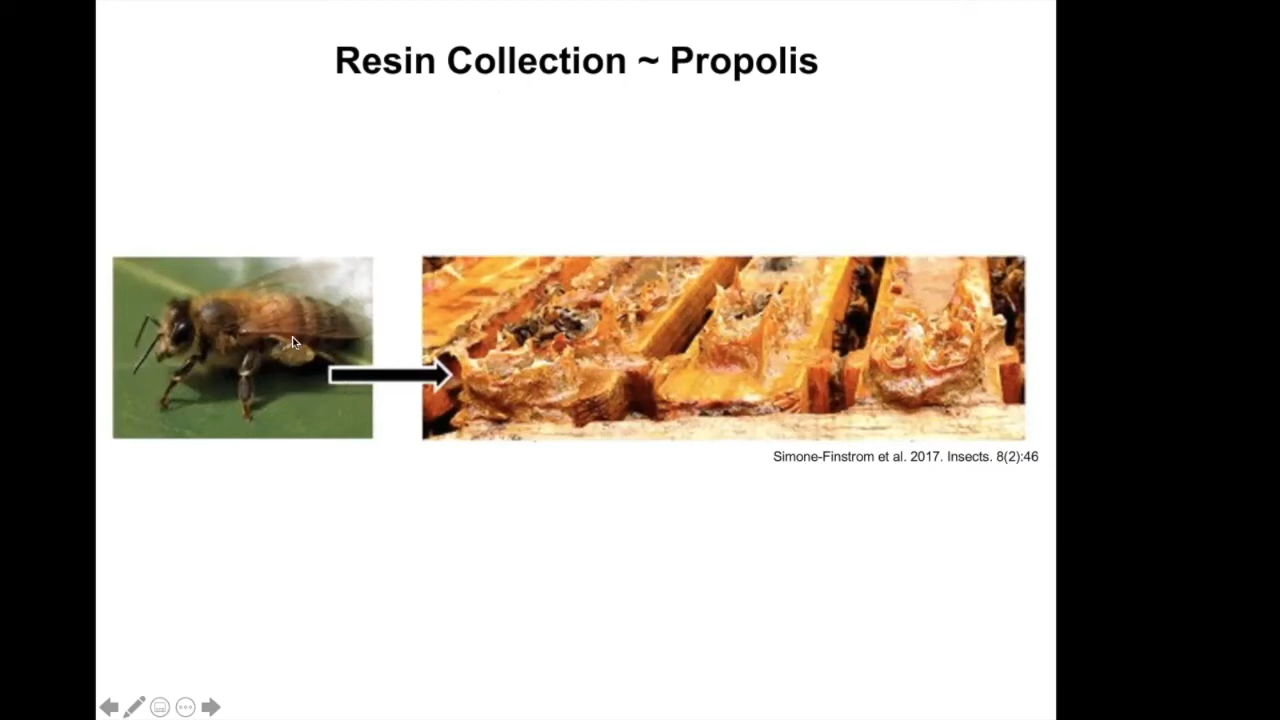 Resin Collection ~ Propolis
Simone-Finstrom et al. 2017. Insects. 8(2):46